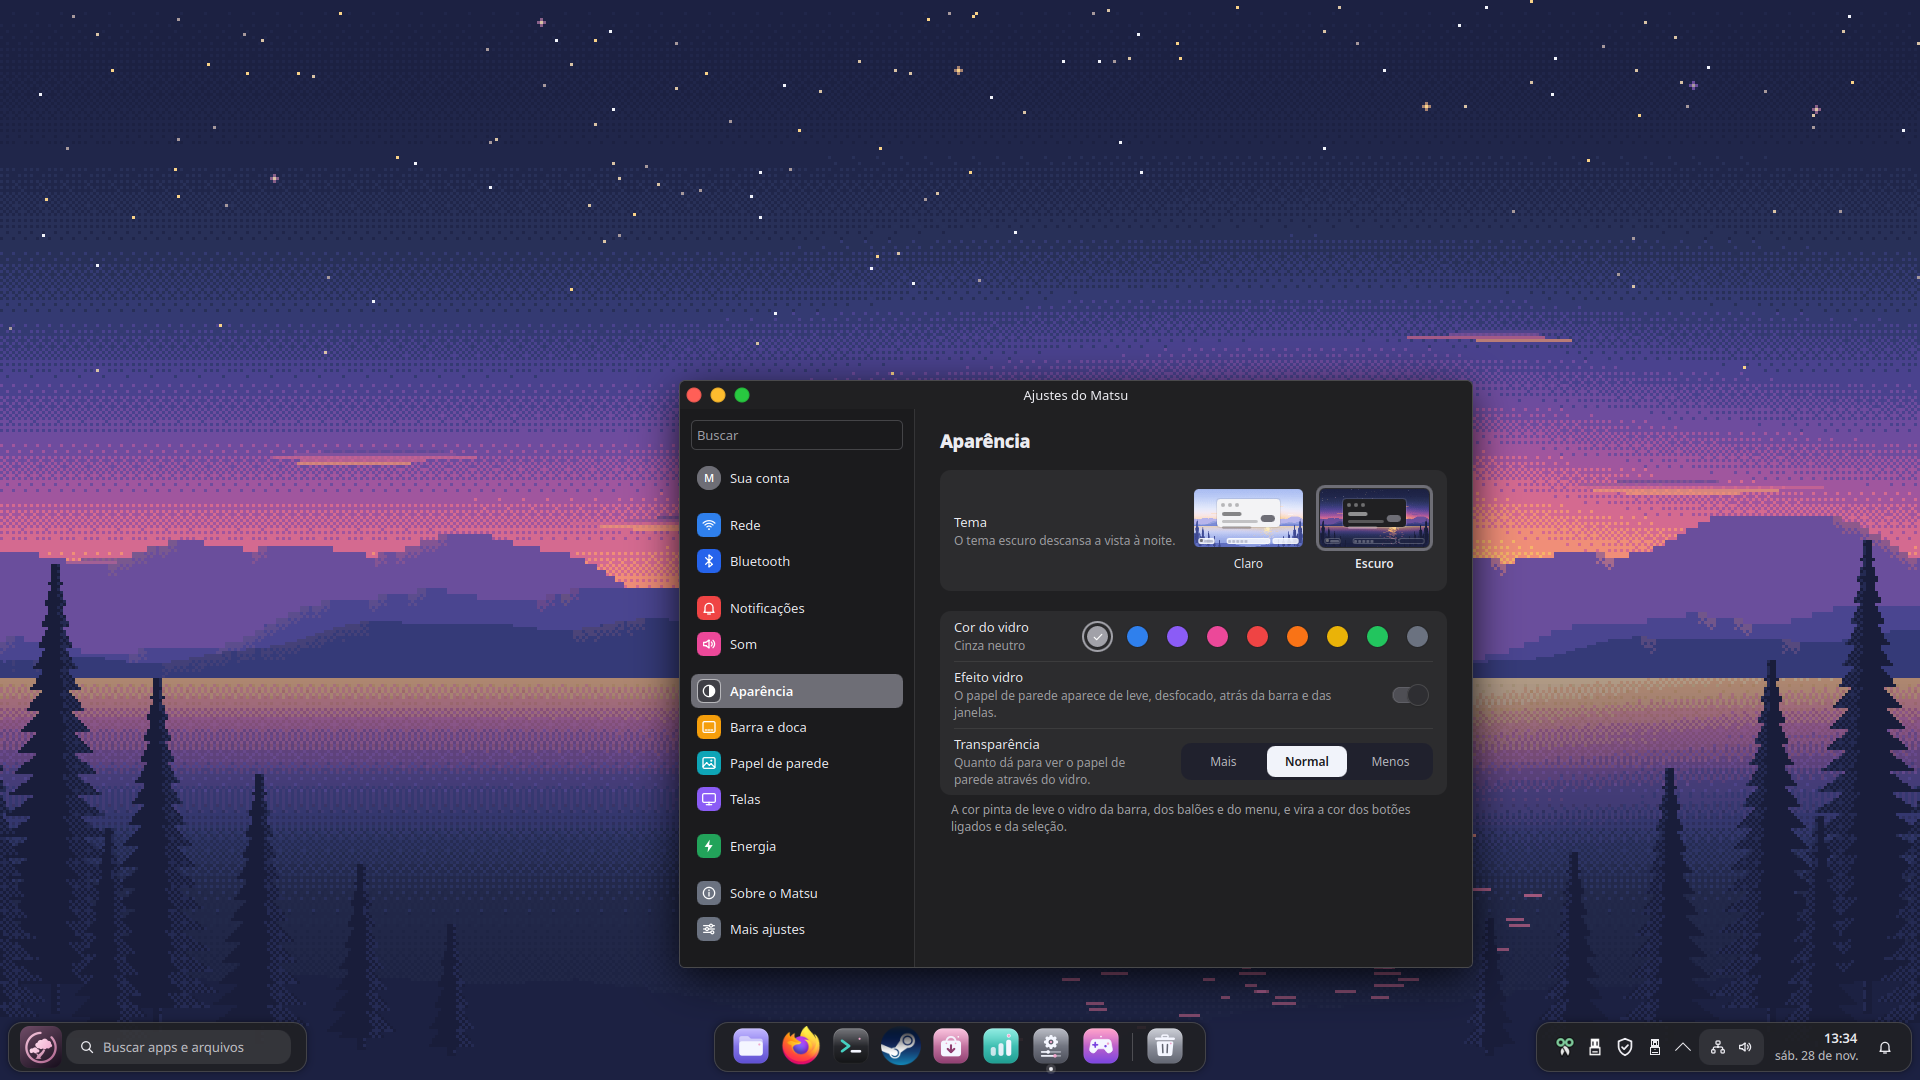 Ajustes do Matsu
Buscar
M
Sua conta
Rede
Bluetooth
Notificações
Som
Aparência
Barra e doca
Papel de parede
Telas
Energia
Sobre o Matsu
Mais ajustes
Aparência
Tema
O tema escuro descansa a vista à noite.
Claro
Escuro
Cor do vidro
Cinza neutro
Efeito vidro
O papel de parede aparece de leve, desfocado, atrás da barra e das
janelas.
Transparência
Quanto dá para ver o papel de
parede através do vidro.
Mais
Normal
Menos
A cor pinta de leve o vidro da barra, dos balões e do menu, e vira a cor dos botões
ligados e da seleção.
Buscar apps e arquivos
13:34
sáb. 28 de nov.